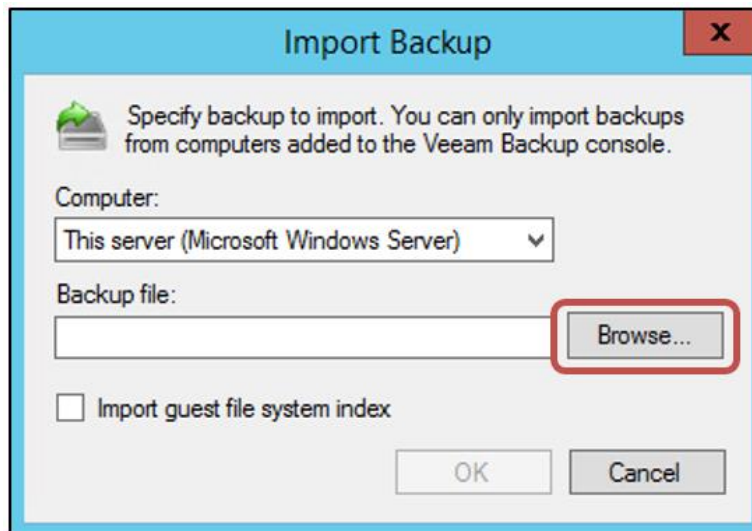 Import Backup
x
Specify backup to import. You can only import backups
from computers added to the Veeam Backup console.
Computer:
This server (Microsoft Windows Server)
Backup file:
Browse...
Import guest file system index
OK
Cancel